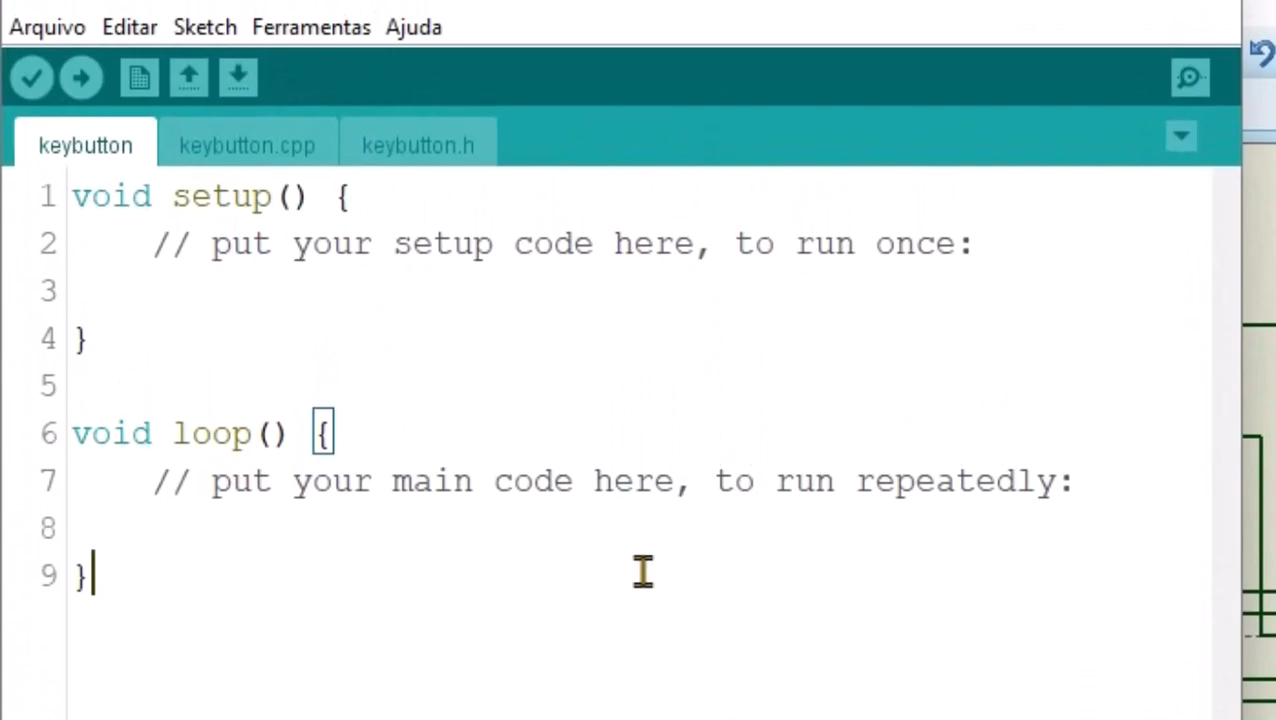 Arquivo Editar Sketch Ferramentas Ajuda
keybutton keybutton.cpp keybutton.h
1 void setup() {
2 // put your setup code here, to run once:
3
4 }
5
6 void loop() {
7 // put your main code here, to run repeatedly:
8
9 }